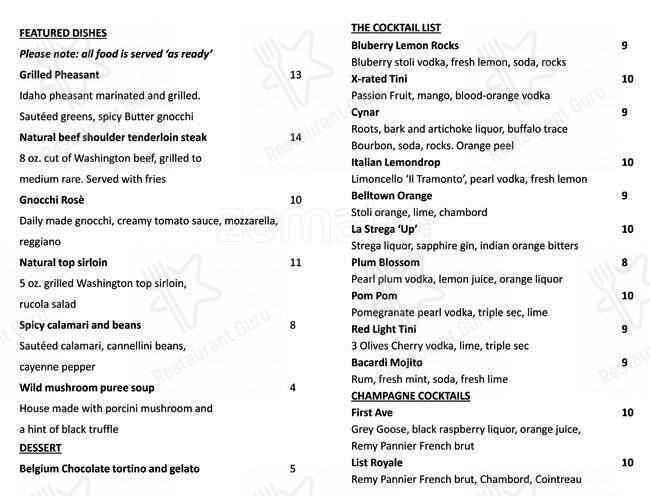 FEATURED DISHES
Please note: all food is served ‘as ready’
Grilled Pheasant 13
Idaho pheasant marinated and grilled.
Sautéed greens, spicy Butter gnocchi
Natural beef shoulder tenderloin steak 14
8 oz. cut of Washington beef, grilled to
medium rare. Served with fries
Gnocchi Rosè 10
Daily made gnocchi, creamy tomato sauce, mozzarella,
reggiano
Natural top sirloin 11
5 oz. grilled Washington top sirloin,
rucola salad
Spicy calamari and beans 8
Sautéed calamari, cannellini beans,
cayenne pepper
Wild mushroom puree soup 4
House made with porcini mushroom and
a hint of black truffle
DESSERT
Belgium Chocolate tortino and gelato 5
THE COCKTAIL LIST
Bluberry Lemon Rocks 9
Bluberry stoli vodka, fresh lemon, soda, rocks
X-rated Tini 10
Passion Fruit, mango, blood-orange vodka
Cynar 9
Roots, bark and artichoke liquor, buffalo trace
Bourbon, soda, rocks. Orange peel
Italian Lemondrop 10
Limoncello ‘Il Tramonto’, pearl vodka, fresh lemon
Belltown Orange 9
Stoli orange, lime, chambord
La Strega ‘Up’ 10
Strega liquor, sapphire gin, indian orange bitters
Plum Blossom 8
Pearl plum vodka, lemon juice, orange liquor
Pom Pom 10
Pomegranate pearl vodka, triple sec, lime
Red Light Tini 9
3 Olives Cherry vodka, lime, triple sec
Bacardi Mojito 9
Rum, fresh mint, soda, fresh lime
CHAMPAGNE COCKTAILS
First Ave 10
Grey Goose, black raspberry liquor, orange juice,
Remy Pannier French brut
List Royale 10
Remy Pannier French brut, Chambord, Cointreau
Restaurant Guru
Restaurant Guru
Restaurant Guru
Restaurant Guru